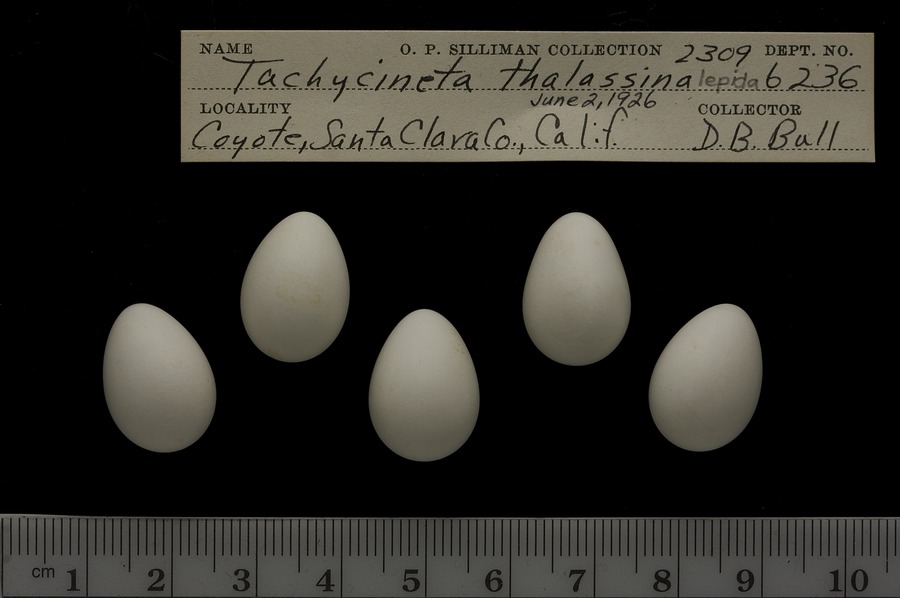 NAME O. P. SILLIMAN COLLECTION 2309 DEPT. NO.
Tachycineta thalassina lepida 6236
LOCALITY June 2, 1926 COLLECTOR
Coyote, Santa Clara Co., Calif. D. B. Bull
cm 1 2 3 4 5 6 7 8 9 10